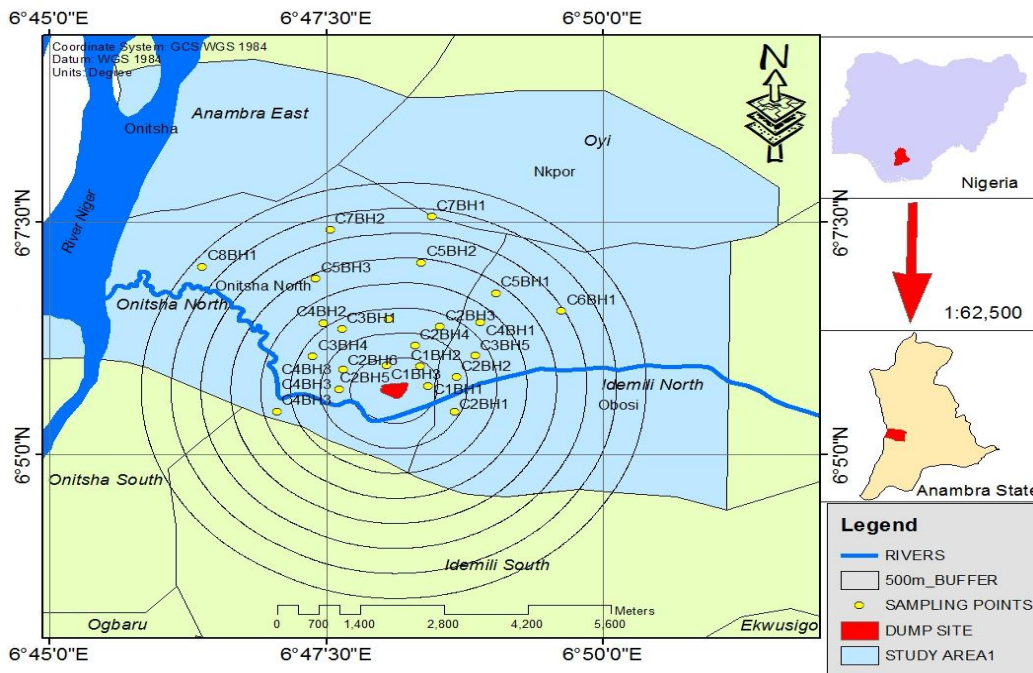 6°45'0"E
6°47'30"E
6°50'0"E
Coordinate System: GCS WGS 1984
Datum: WGS 1984
Units: Degree
N
Onitsha
Anambra East
Oyi
Nkpor
River Niger
6°7'30"N
6°7'30"N
C7BH1
C7BH2
C8BH1
C5BH2
C5BH3
C5BH1
Onitsha North
Onitsha North
C6BH1
C4BH2
C3BH1
C2BH3
C4BH1
C2BH4
C3BH4
C3BH5
C1BH2
C2BH6
C4BH3
C2BH5
C1BH3
C2BH2
C4BH3
C1BH1
C4BH3
C2BH1
Idemili North
Obosi
6°5'0"N
6°5'0"N
Onitsha South
Idemili South
Meters
0 700 1,400 2,800 4,200 5,600
Ogbaru
Ekwusigo
6°45'0"E
6°47'30"E
6°50'0"E
Nigeria
1:62,500
Anambra State
Legend
RIVERS
500m_BUFFER
SAMPLING POINTS
DUMP SITE
STUDY AREA1